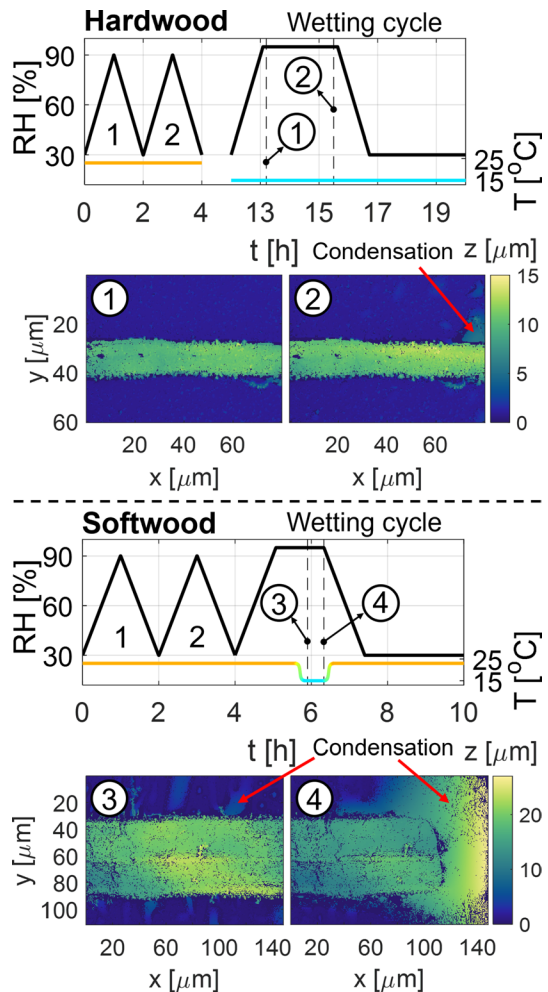 Hardwood Wetting cycle
RH [%]
90
60
30
1 2
①
②
25
15
T [°C]
0 2 4 13 15 17 19
t [h]
Condensation z [μm]
① ②
y [μm]
20
40
60
20 40 60
20 40 60
x [μm] x [μm]
15
10
5
0
Softwood Wetting cycle
RH [%]
90
60
30
1 2
③ ④
25
15
T [°C]
0 2 4 6 8 10
t [h] Condensation z [μm]
③ ④
y [μm]
20
40
60
80
100
20 60 100 140
20 60 100 140
x [μm] x [μm]
20
10
0